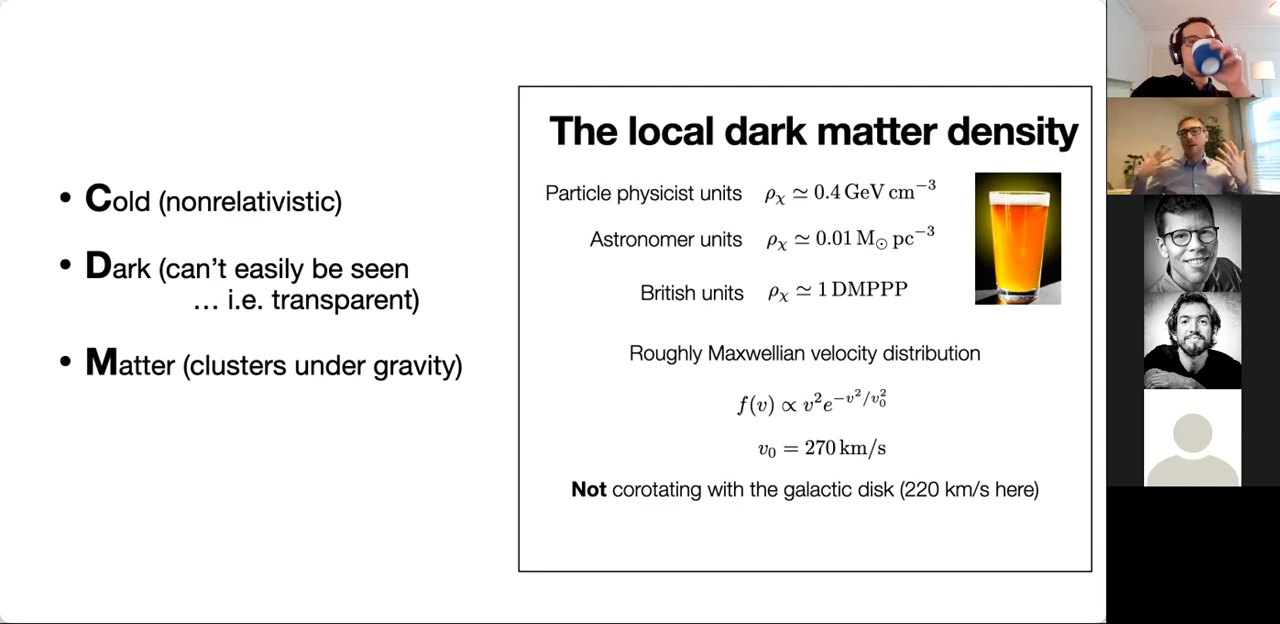 • Cold (nonrelativistic)
• Dark (can’t easily be seen
… i.e. transparent)
• Matter (clusters under gravity)
The local dark matter density
Particle physicist units ρχ ≃ 0.4 GeV cm⁻³
Astronomer units ρχ ≃ 0.01 M⊙ pc⁻³
British units ρχ ≃ 1 DMPPP
Roughly Maxwellian velocity distribution
f(v) ∝ v²e^(−v²/v₀²)
v₀ = 270 km/s
Not corotating with the galactic disk (220 km/s here)